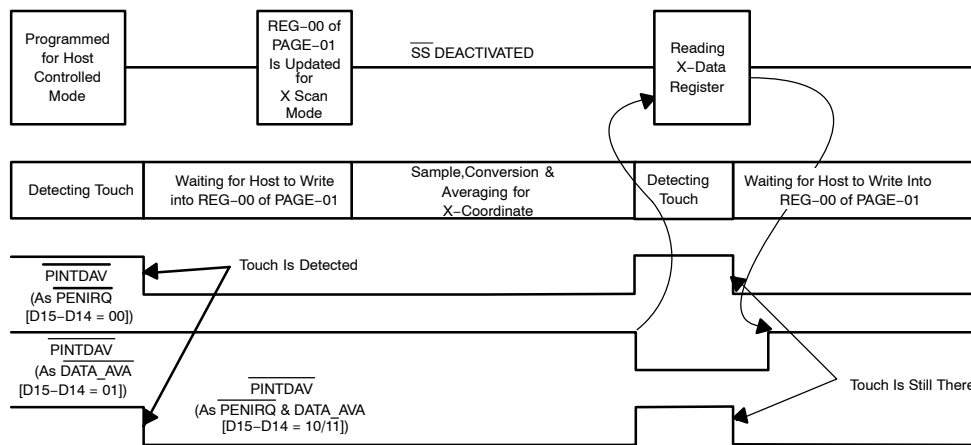 Programmed
for Host
Controlled
Mode
REG–00 of
PAGE–01
Is Updated
for
X Scan
Mode
SS DEACTIVATED
Reading
X–Data
Register
Detecting Touch
Waiting for Host to Write
into REG–00 of PAGE–01
Sample,Conversion &
Averaging for
X–Coordinate
Detecting
Touch
Waiting for Host to Write Into
REG–00 of PAGE–01
PINTDAV
(As PENIRQ
[D15–D14 = 00])
Touch Is Detected
PINTDAV
(As DATA_AVA
[D15–D14 = 01])
PINTDAV
(As PENIRQ & DATA_AVA
[D15–D14 = 10/11])
Touch Is Still There